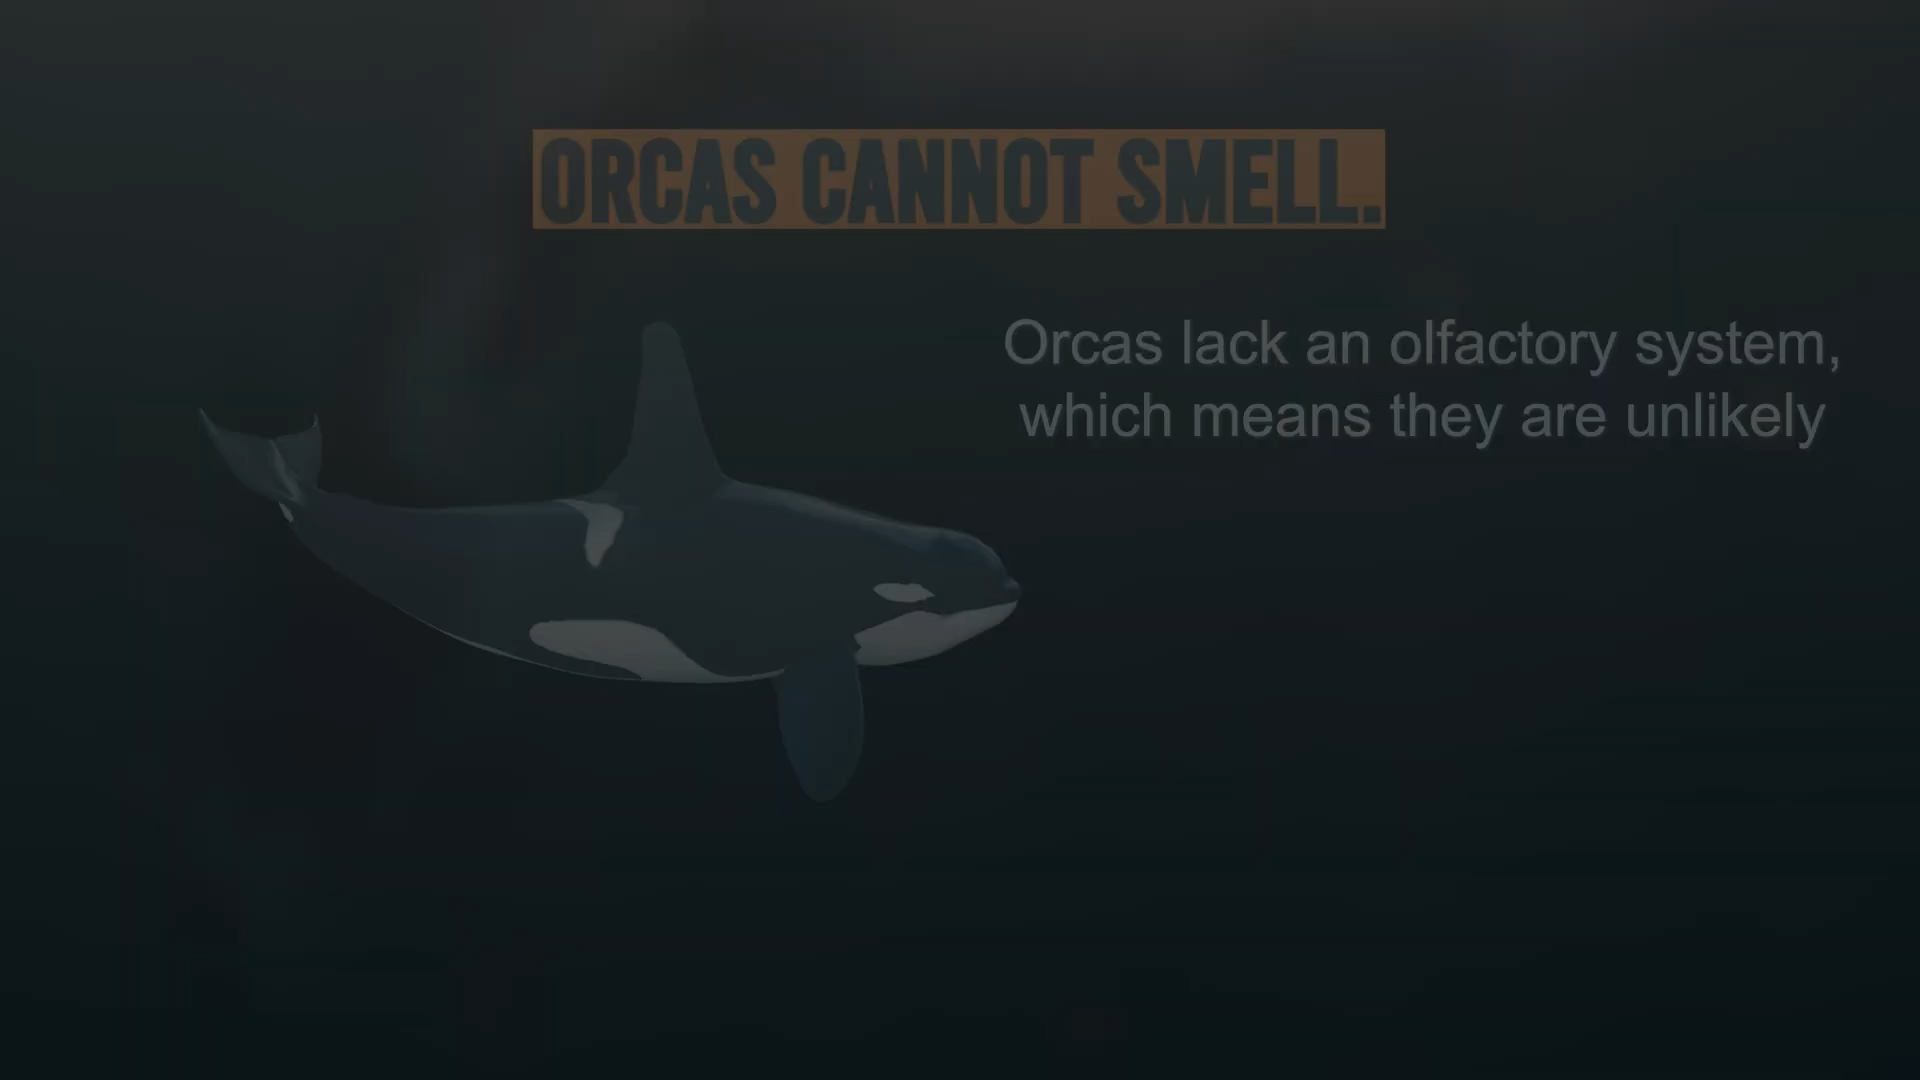 ORCAS CANNOT SMELL.
Orcas lack an olfactory system,
which means they are unlikely